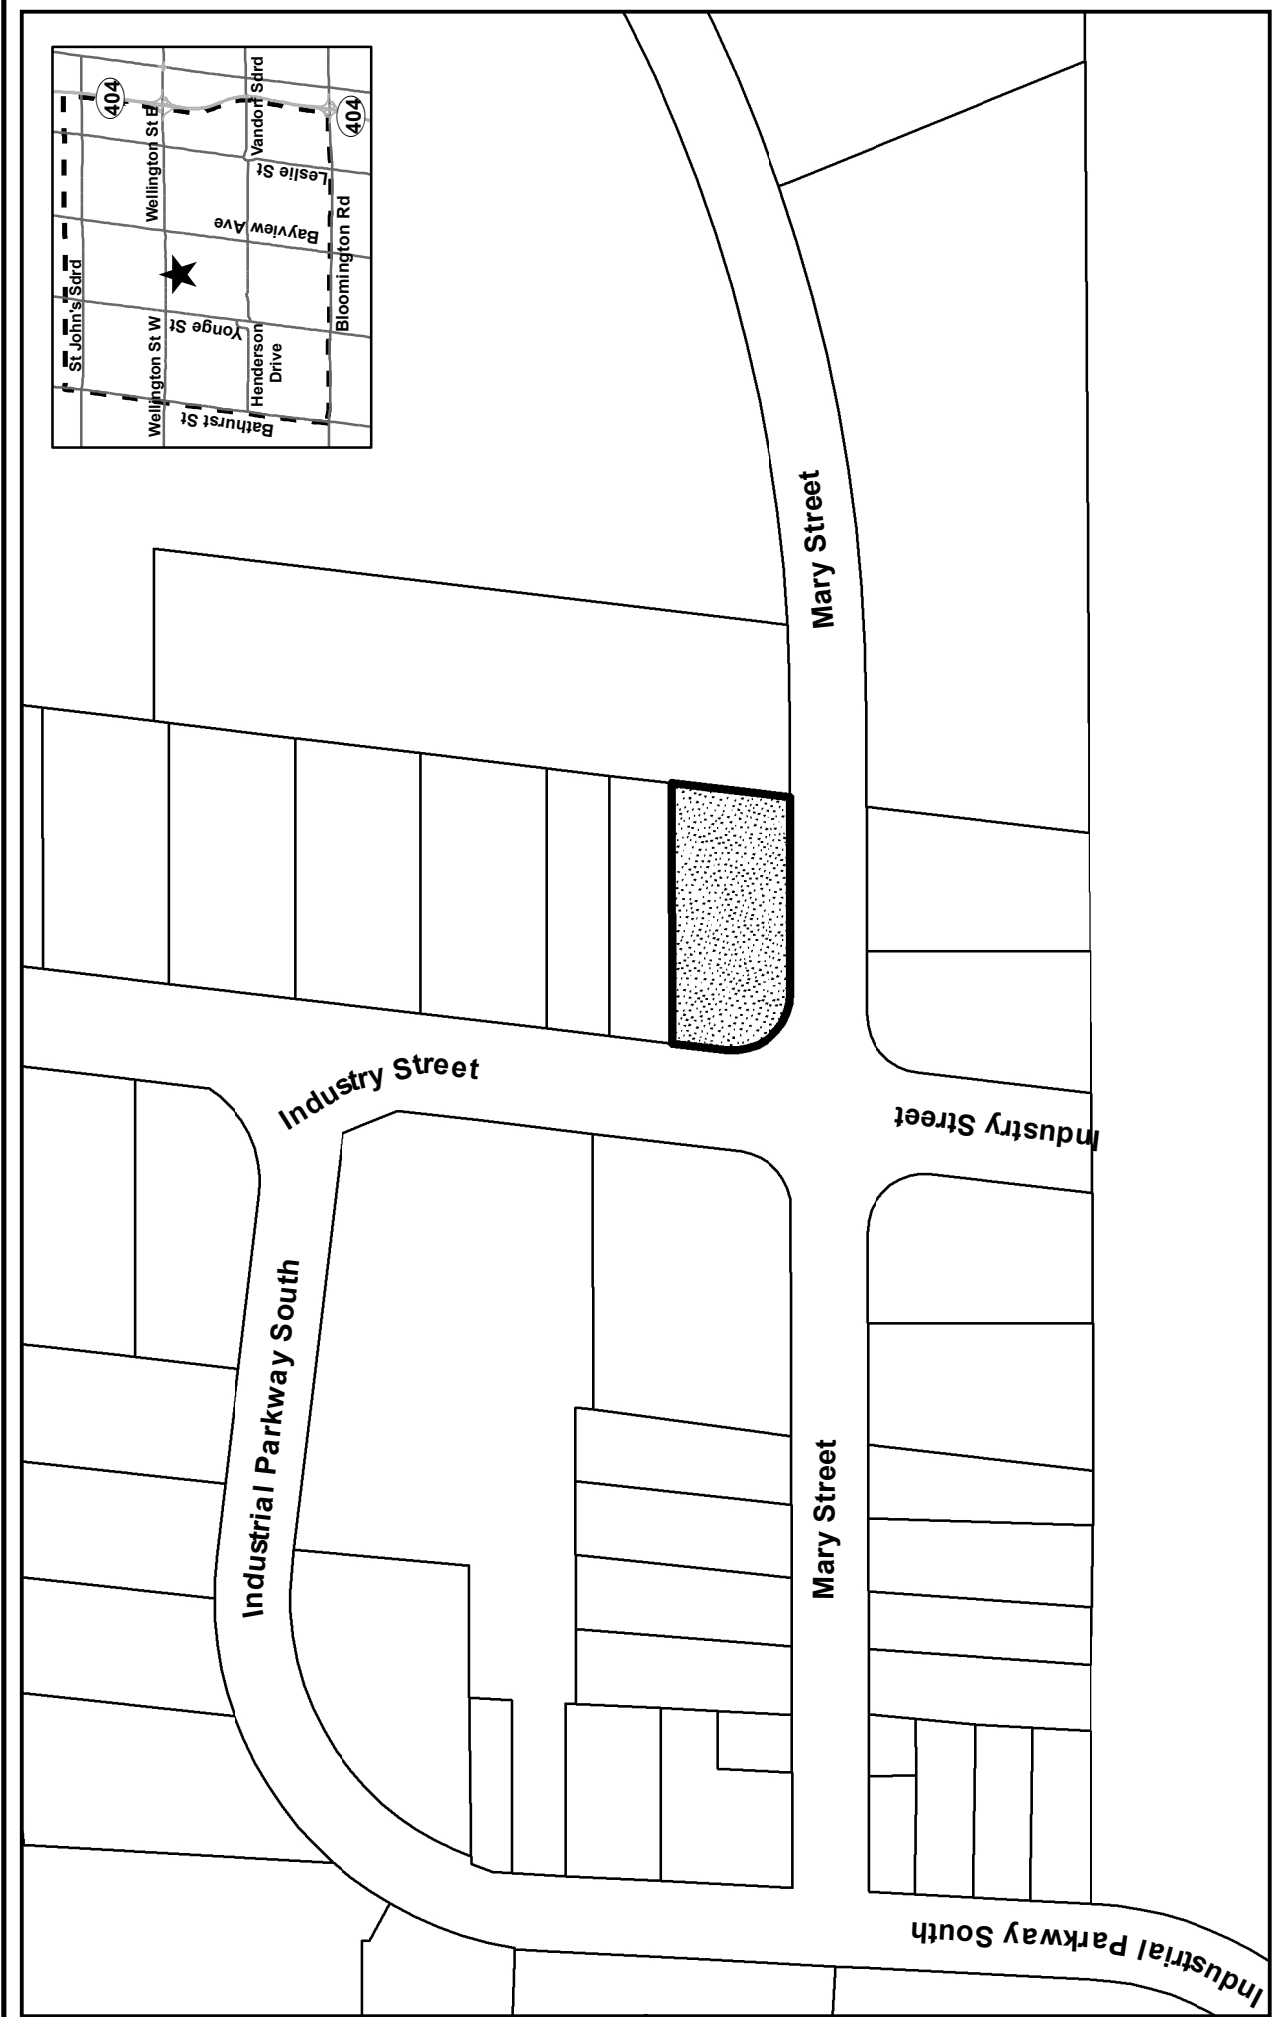 404
404
Wellington St E
Vandorf Sdrd
Leslie St
Bayview Ave
Bloomington Rd
St John's Sdrd
Yonge St
Wellington St W
Henderson
Drive
Bathurst St
Mary Street
Industry Street
Industry Street
Industrial Parkway South
Mary Street
Industrial Parkway South